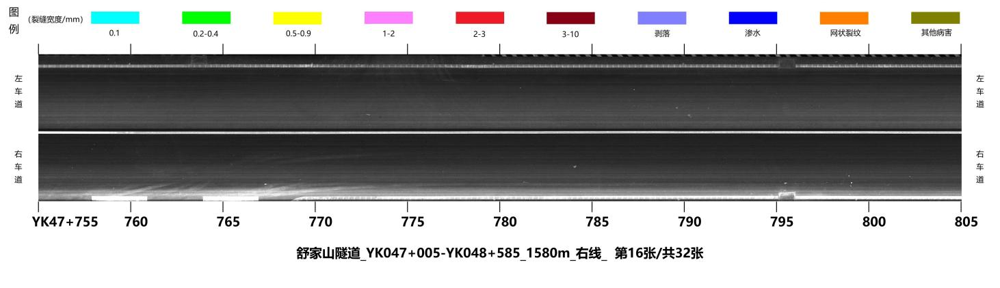 图例
(裂缝宽度/mm)
0.1
0.2-0.4
0.5-0.9
1-2
2-3
3-10
剥落
渗水
网状裂纹
其他病害
左车道
左车道
右车道
右车道
YK47+755 760 765 770 775 780 785 790 795 800 805
舒家山隧道_YK047+005-YK048+585_1580m_右线_ 第16张/共32张